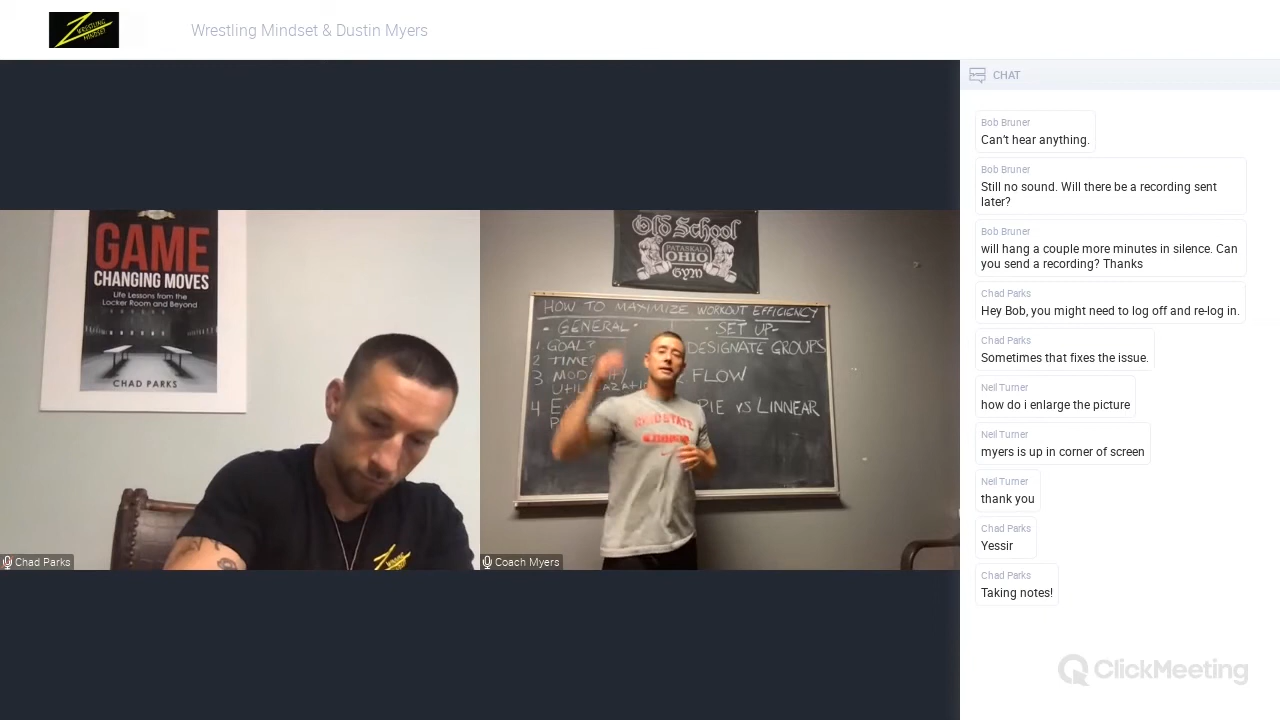 WRESTLING
MINDSET
Wrestling Mindset & Dustin Myers
CHAT
GAME
CHANGING MOVES
Life Lessons from the
Locker Room and Beyond
CHAD PARKS
Chad Parks
Old School
PATASKALA
OHIO
GYM
HOW TO MAXIMIZE WORKOUT EFFICIENCY
GENERAL
1. GOAL?
2 TIME?
3 MODA
UTILIZATI
4. E
P
SET UP
DESIGNATE GROUPS
FLOW
PIE VS LINNEAR
STATE
Coach Myers
Bob Bruner
Can't hear anything.
Bob Bruner
Still no sound. Will there be a recording sent
later?
Bob Bruner
will hang a couple more minutes in silence. Can
you send a recording? Thanks
Chad Parks
Hey Bob, you might need to log off and re-log in.
Chad Parks
Sometimes that fixes the issue.
Neil Turner
how do i enlarge the picture
Neil Turner
myers is up in corner of screen
Neil Turner
thank you
Chad Parks
Yessir
Chad Parks
Taking notes!
ClickMeeting